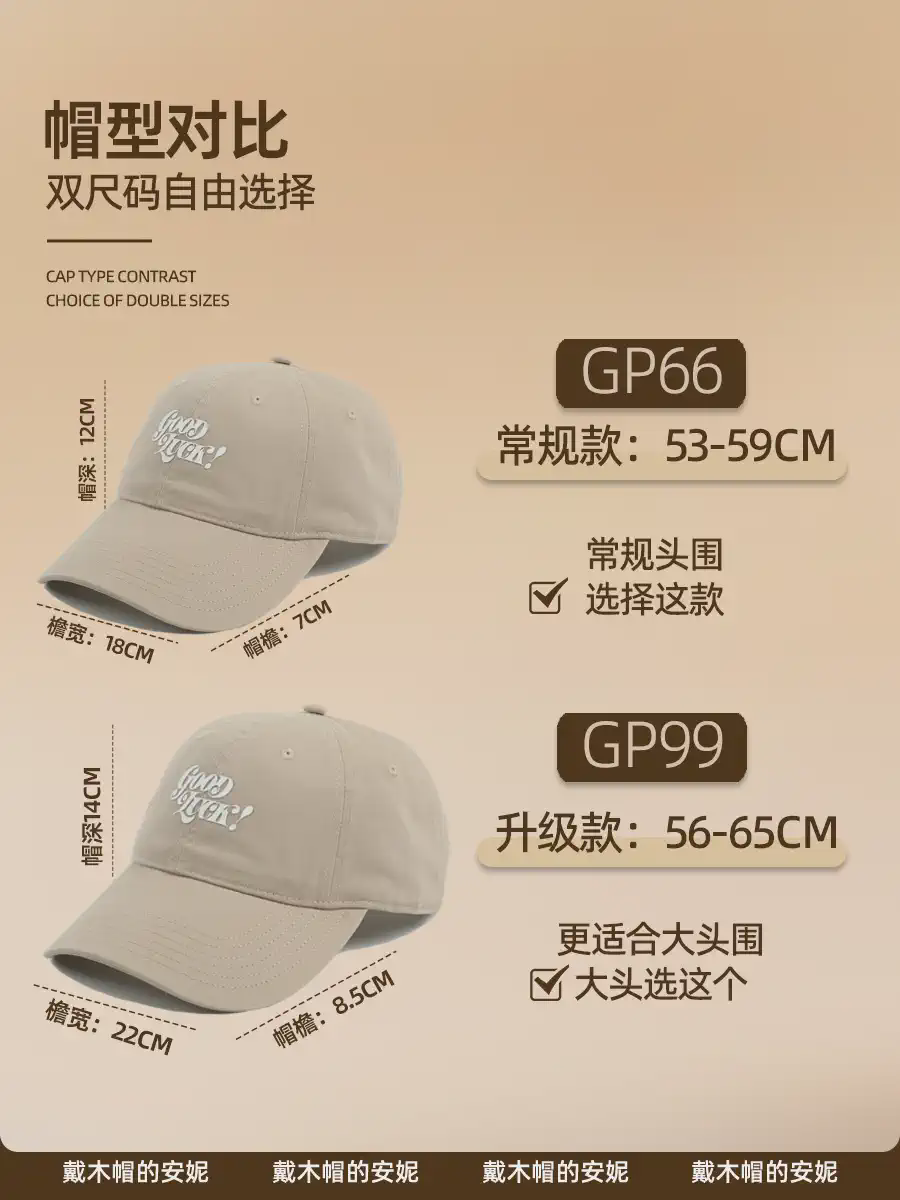 帽型对比
双尺码自由选择
CAP TYPE CONTRAST
CHOICE OF DOUBLE SIZES
GP66
常规款：53-59CM
常规头围
选择这款
帽深：12CM
GOOD
LUCK!
檐宽：18CM
帽檐：7CM
GP99
升级款：56-65CM
更适合大头围
大头选这个
帽深14CM
GOOD
LUCK!
檐宽：22CM
帽檐：8.5CM
戴木帽的安妮 戴木帽的安妮 戴木帽的安妮 戴木帽的安妮